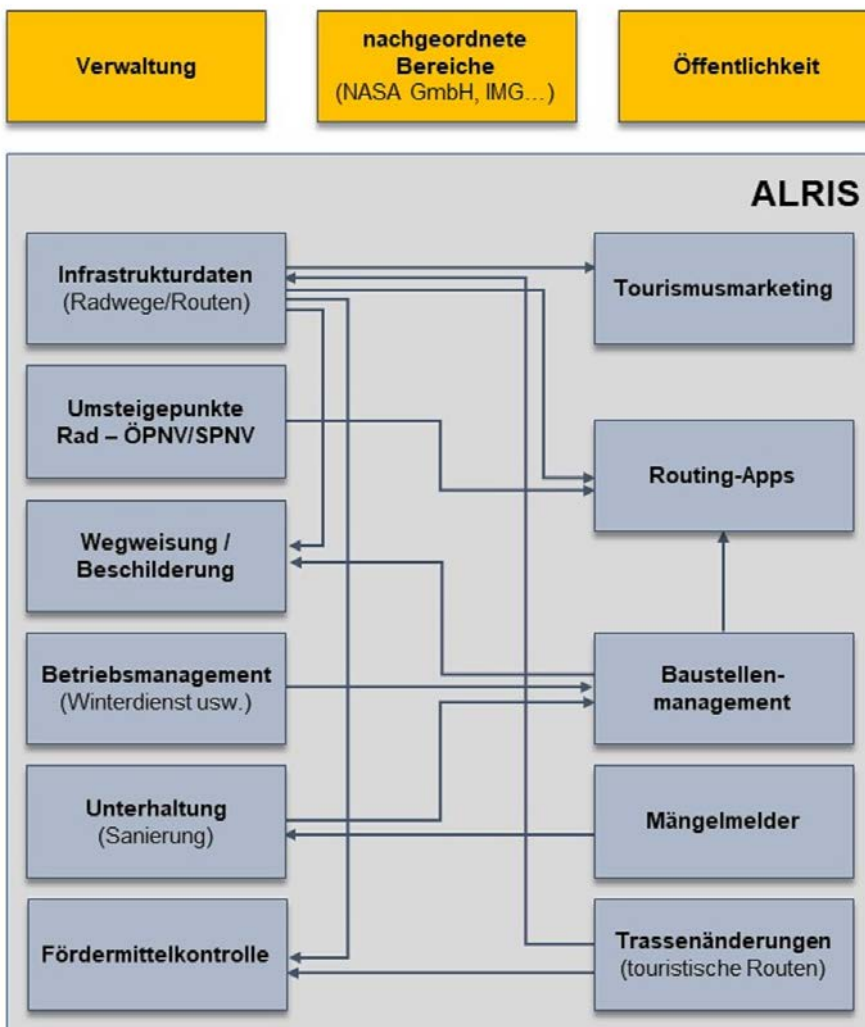 Verwaltung
nachgeordnete
Bereiche
(NASA GmbH, IMG…)
Öffentlichkeit
ALRIS
Infrastrukturdaten
(Radwege/Routen)
Tourismusmarketing
Umsteigepunkte
Rad – ÖPNV/SPNV
Routing-Apps
Wegweisung /
Beschilderung
Betriebsmanagement
(Winterdienst usw.)
Baustellen-
management
Unterhaltung
(Sanierung)
Mängelmelder
Fördermittelkontrolle
Trassenänderungen
(touristische Routen)